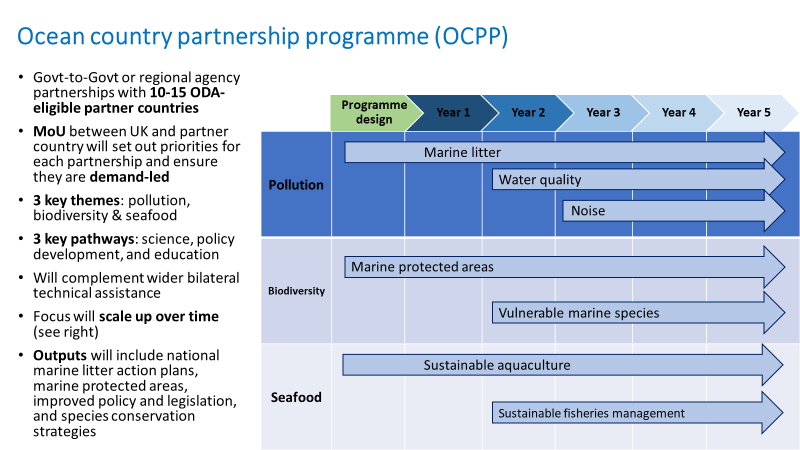 Ocean country partnership programme (OCPP)
• Govt-to-Govt or regional agency
partnerships with 10-15 ODA-
eligible partner countries
• MoU between UK and partner
country will set out priorities for
each partnership and ensure
they are demand-led
• 3 key themes: pollution,
biodiversity & seafood
• 3 key pathways: science, policy
development, and education
• Will complement wider bilateral
technical assistance
• Focus will scale up over time
(see right)
• Outputs will include national
marine litter action plans,
marine protected areas,
improved policy and legislation,
and species conservation
strategies
Programme
design
Year 1
Year 2
Year 3
Year 4
Year 5
Pollution
Marine litter
Water quality
Noise
Biodiversity
Marine protected areas
Vulnerable marine species
Seafood
Sustainable aquaculture
Sustainable fisheries management